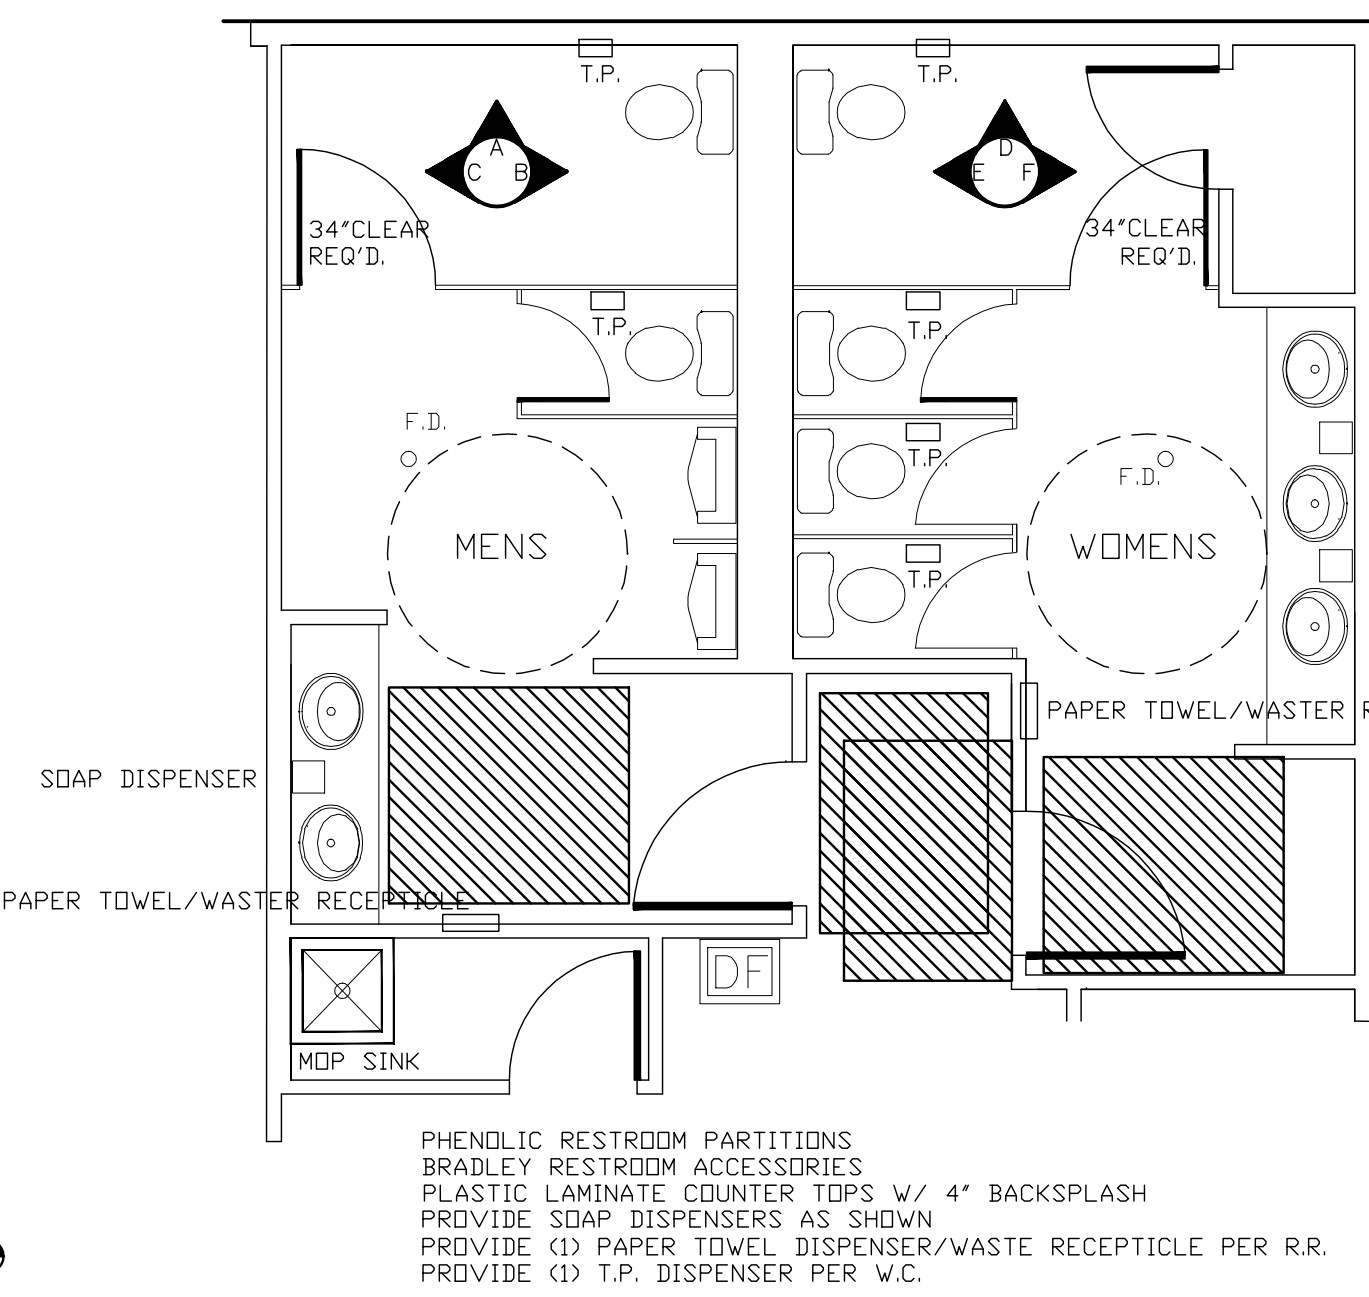 T.P.
T.P.
A
C B
D
E F
34"CLEAR
REQ'D.
34"CLEAR
REQ'D.
T.P.
T.P.
F.D.
T.P.
F.D.
MENS
WOMENS
T.P.
PAPER TOWEL/WASTER R
SOAP DISPENSER
PAPER TOWEL/WASTER RECEPTICLE
DF
MOP SINK
PHENOLIC RESTROOM PARTITIONS
BRADLEY RESTROOM ACCESSORIES
PLASTIC LAMINATE COUNTER TOPS W/ 4" BACKSPLASH
PROVIDE SOAP DISPENSERS AS SHOWN
PROVIDE (1) PAPER TOWEL DISPENSER/WASTE RECEPTICLE PER R.R.
PROVIDE (1) T.P. DISPENSER PER W.C.